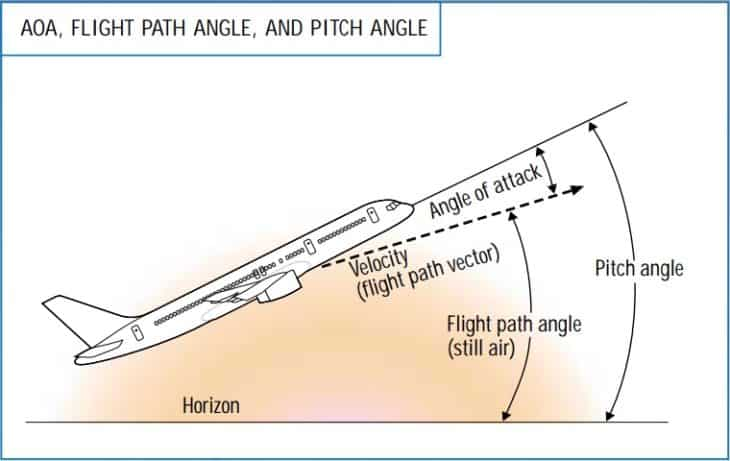 AOA, FLIGHT PATH ANGLE, AND PITCH ANGLE
Angle of attack
Velocity
(flight path vector)
Pitch angle
Flight path angle
(still air)
Horizon